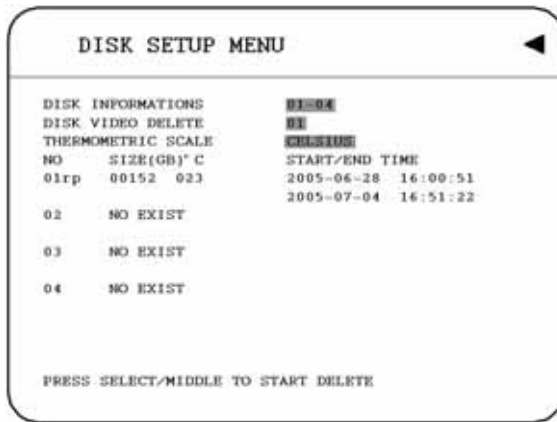 DISK SETUP MENU
DISK INFORMATIONS 01-04
DISK VIDEO DELETE 01
THERMOMETRIC SCALE CELSIUS
NO SIZE(GB)°C START/END TIME
01rp 00152 023 2005-06-28 16:00:51
2005-07-04 16:51:22
02 NO EXIST
03 NO EXIST
04 NO EXIST
PRESS SELECT/MIDDLE TO START DELETE